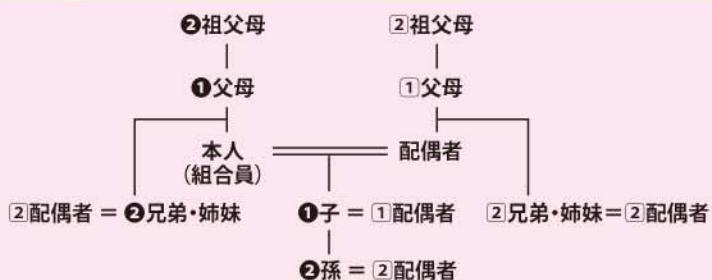 ❷祖父母 2祖父母
❶父母 1父母
本人 配偶者
(組合員)
2配偶者 = ❷兄弟・姉妹 ❶子 = 1配偶者 2兄弟・姉妹=2配偶者
❷孫 = 2配偶者